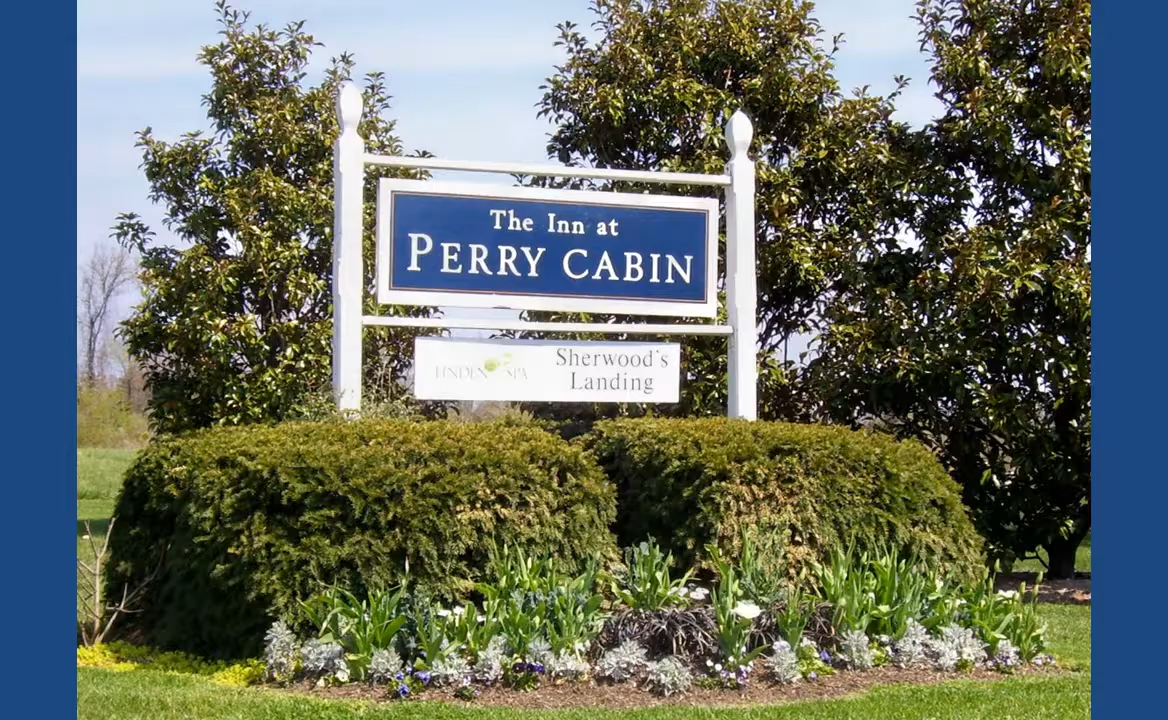 The Inn at
PERRY CABIN
LINDEN SPA
Sherwood's
Landing